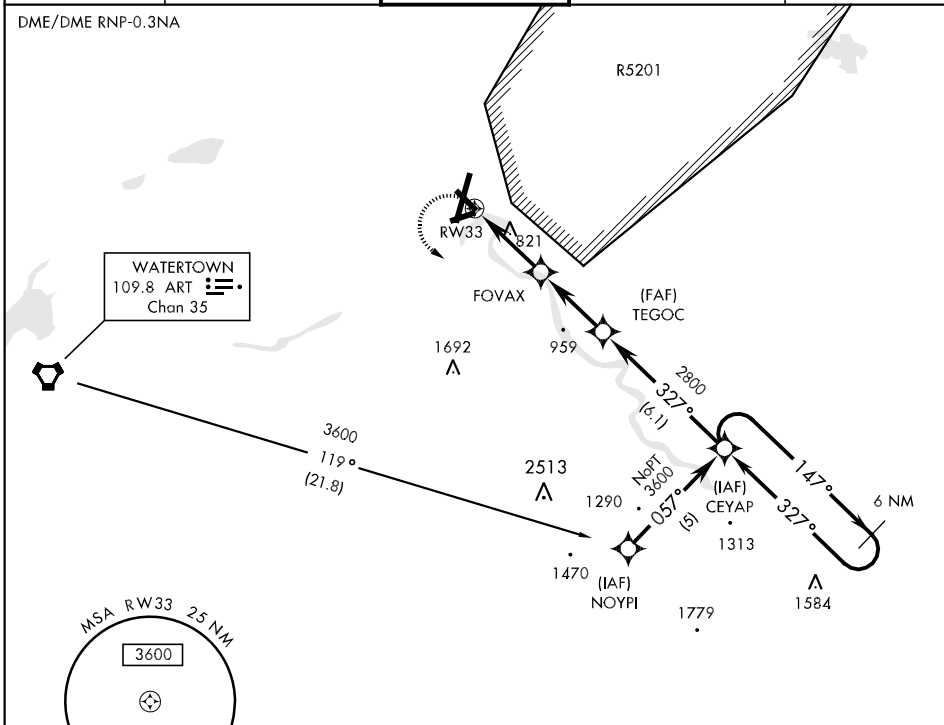 DME/DME RNP-0.3NA
R5201
RW33
821
WATERTOWN
109.8 ART
Chan 35
FOVAX
(FAF)
TEGOC
1692
959
2800
327°
(6.1)
3600
119°
(21.8)
2513
1290
NoPT
3600
057°
(5)
(IAF)
CEYAP
147°
6 NM
327°
1313
1470
(IAF)
NOYPI
1584
1779
MSA RW33 25 NM
3600